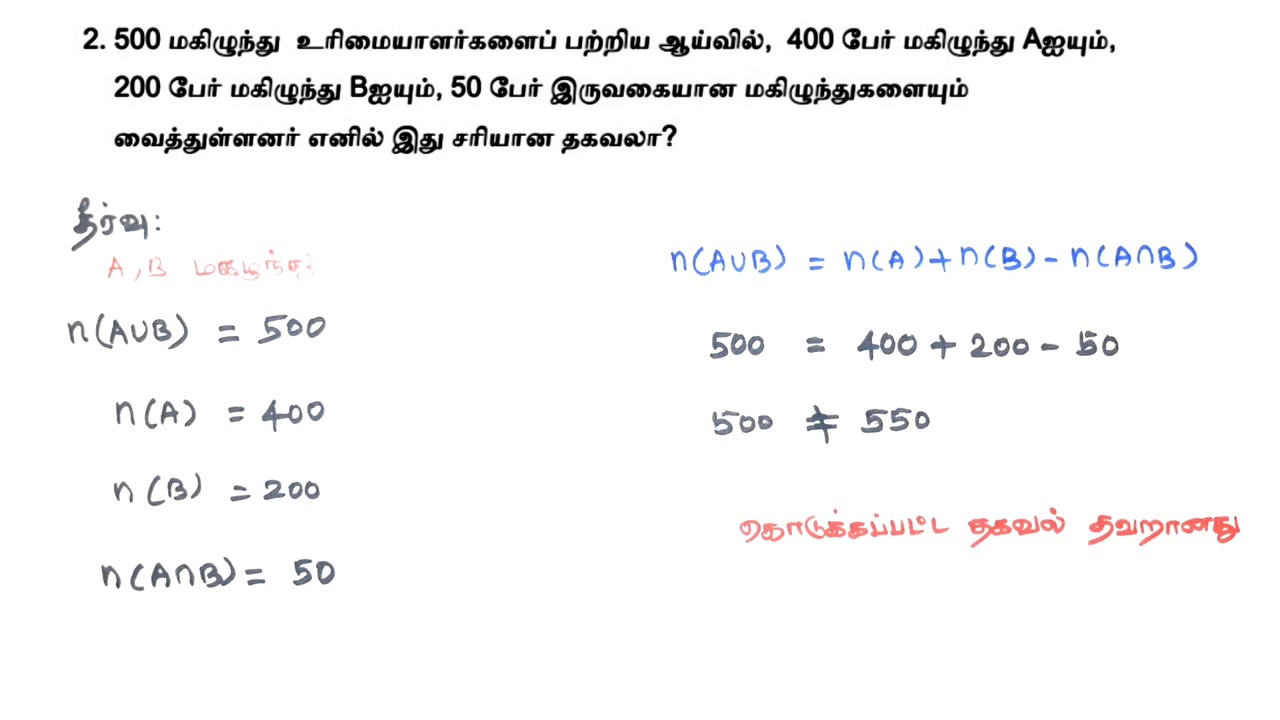 2. 500 மகிழுந்து உரிமையாளர்களைப் பற்றிய ஆய்வில், 400 பேர் மகிழுந்து Aஐயும்,
200 பேர் மகிழுந்து Bஐயும், 50 பேர் இருவகையான மகிழுந்துகளையும்
வைத்துள்ளனர் எனில் இது சரியான தகவலா?
தீர்வு:
A, B
n(A∪B) = 500
n(A) = 400
n(B) = 200
n(A∩B) = 50
n(A∪B) = n(A) + n(B) - n(A∩B)
500 = 400 + 200 - 50
500 ≠ 550
கொடுக்கப்பட்ட தகவல் தவறானது